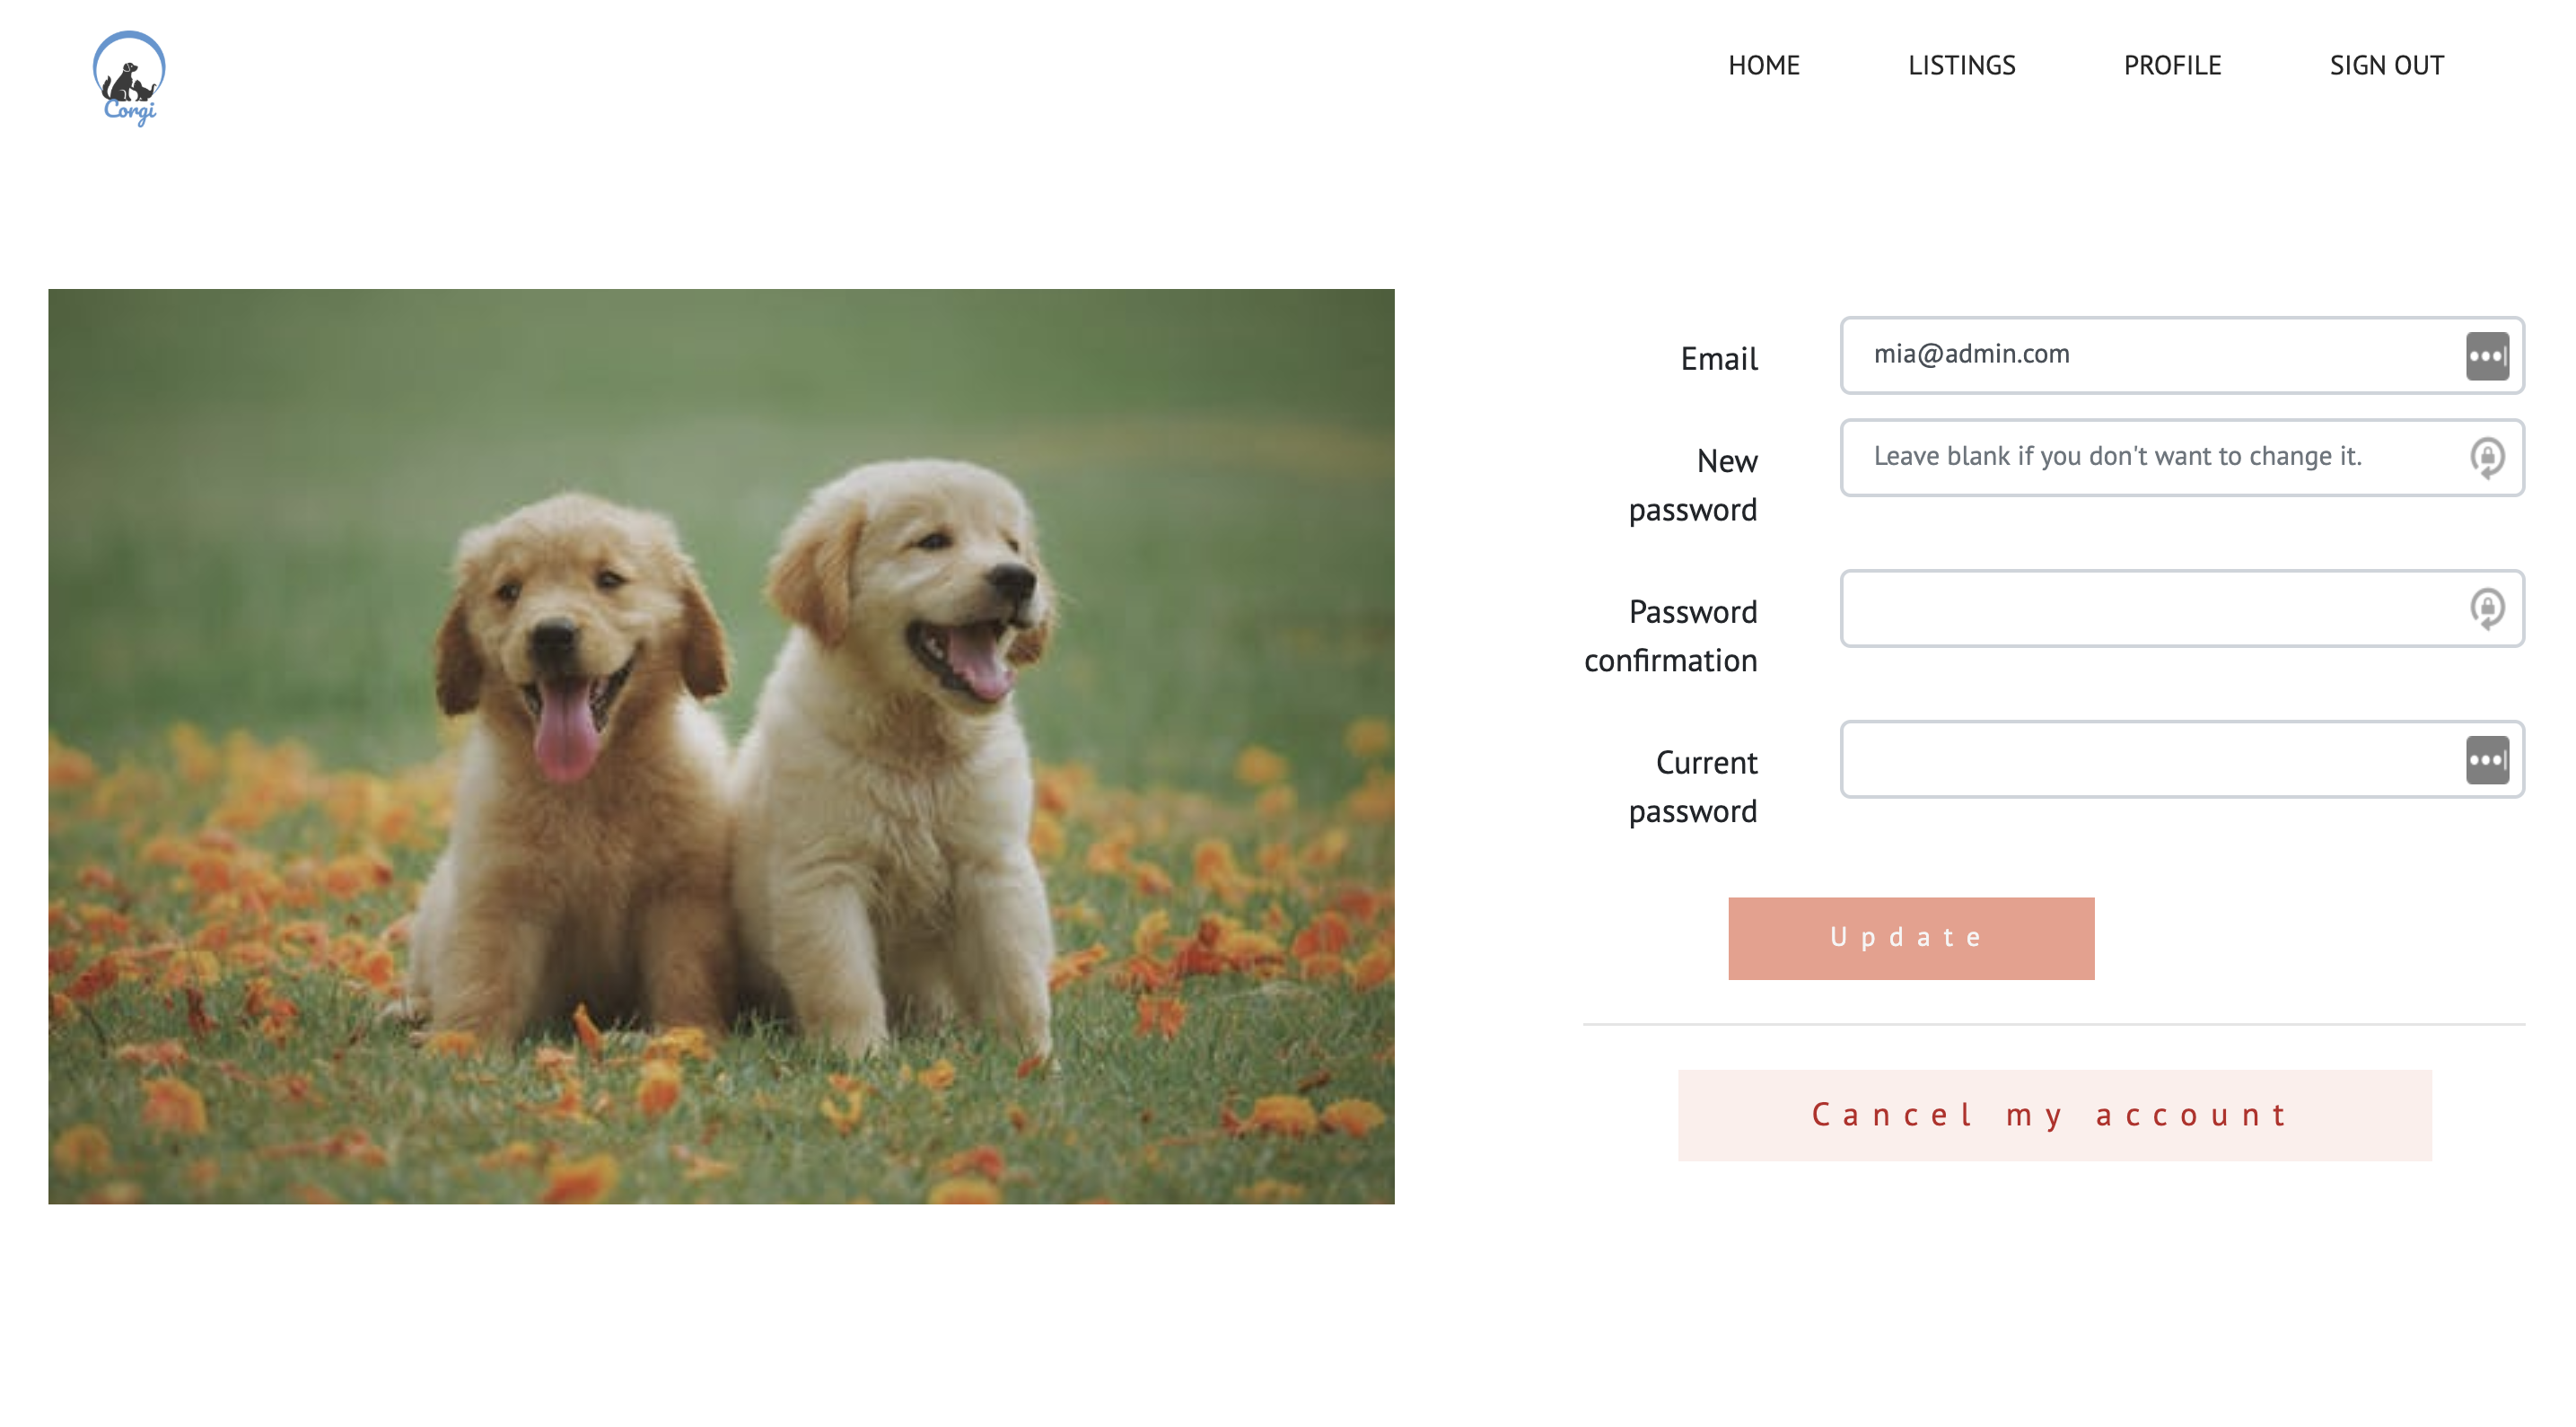 Corgi
HOME LISTINGS PROFILE SIGN OUT
Email
mia@admin.com
New
password
Leave blank if you don't want to change it.
Password
confirmation
Current
password
Update
Cancel my account